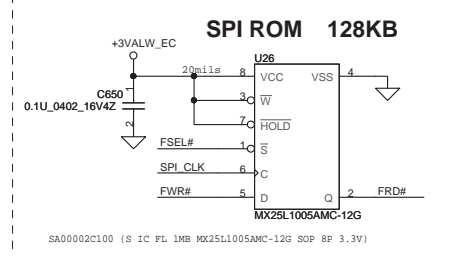 SPI ROM 128KB
+3VALW_EC
U26
20mils
8 VCC VSS 4
C650
0.1U_0402_16V4Z
1
2
3 W
7 HOLD
FSEL# 1 S
SPI_CLK 6 C
FWR# 5 D Q 2 FRD#
MX25L1005AMC-12G
SA00002C100 (S IC FL 1MB MX25L1005AMC-12G SOP 8P 3.3V)